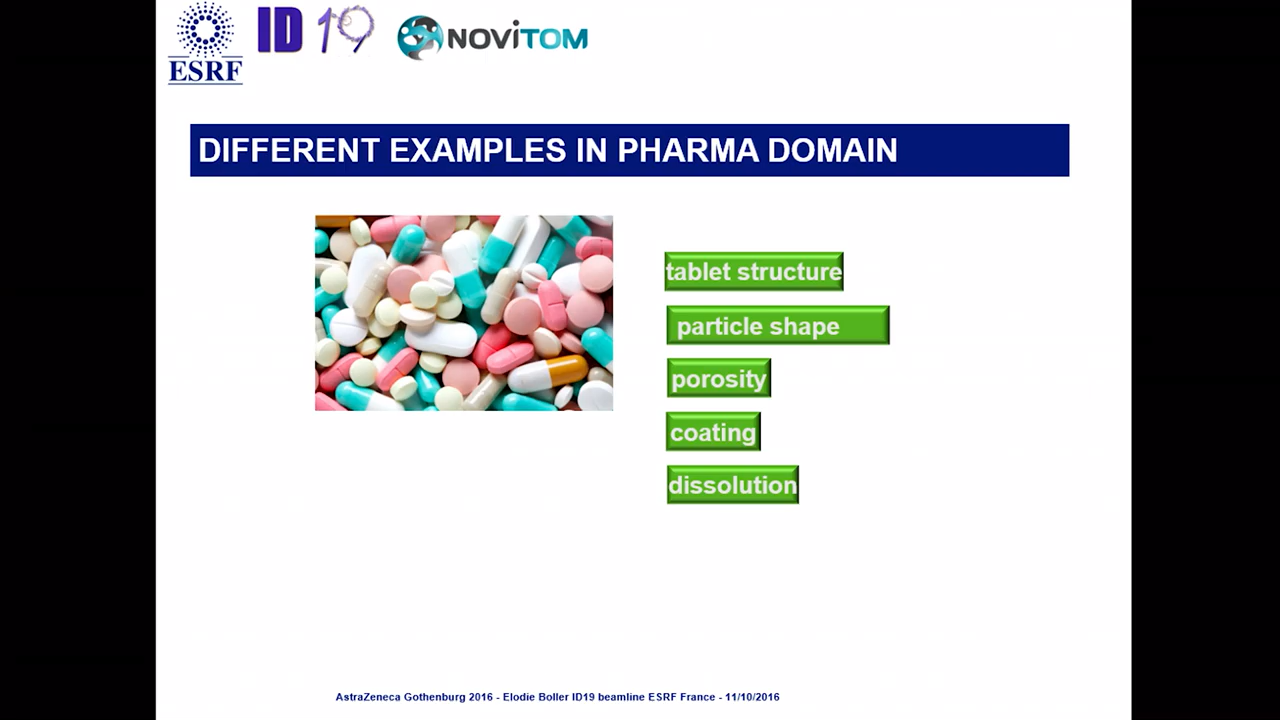 ESRF
ID 19
NOVITOM
DIFFERENT EXAMPLES IN PHARMA DOMAIN
tablet structure
particle shape
porosity
coating
dissolution
AstraZeneca Gothenburg 2016 - Elodie Boller ID19 beamline ESRF France - 11/10/2016